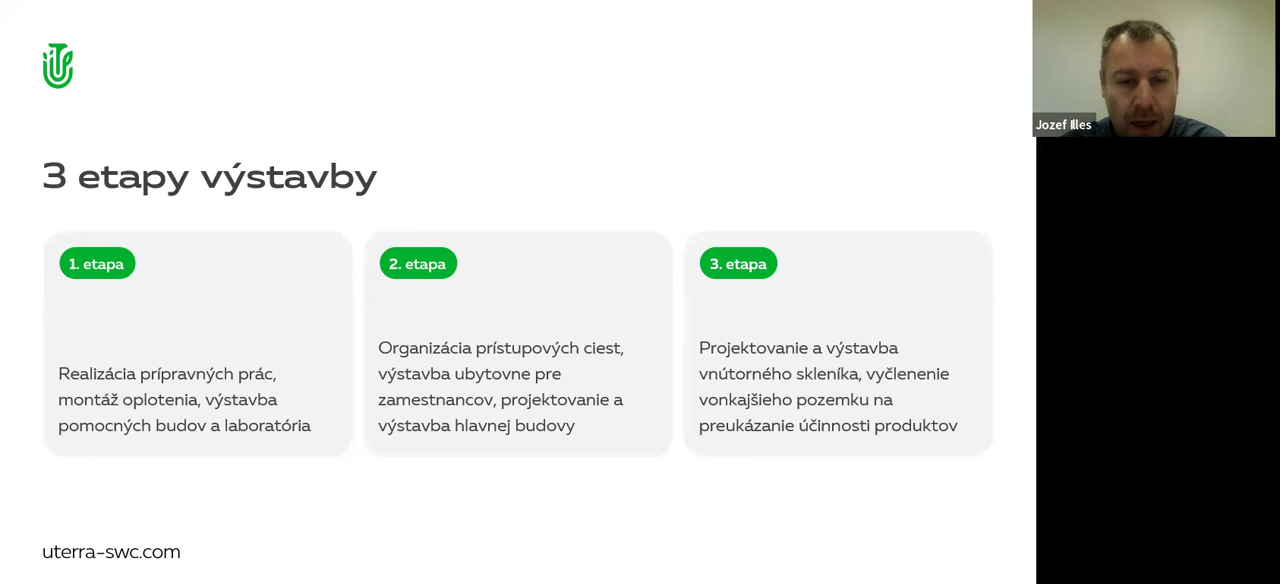 Jozef Illes
3 etapy výstavby
1. etapa
Realizácia prípravných prác,
montáž oplotenia, výstavba
pomocných budov a laboratória
2. etapa
Organizácia prístupových ciest,
výstavba ubytovne pre
zamestnancov, projektovanie a
výstavba hlavnej budovy
3. etapa
Projektovanie a výstavba
vnútorného skleníka, vyčlenenie
vonkajšieho pozemku na
preukázanie účinnosti produktov
uterra-swc.com